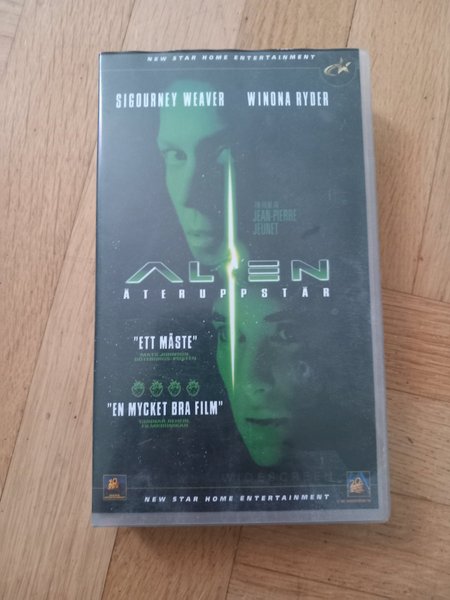 NEW STAR HOME ENTERTAINMENT
SIGOURNEY WEAVER WINONA RYDER
EN FILM AV
JEAN-PIERRE
JEUNET
ALIEN
ÅTERUPPSTÅR
"ETT MÅSTE"
GÖTEBORGS-POSTEN
"EN MYCKET BRA FILM"
NEW STAR HOME ENTERTAINMENT